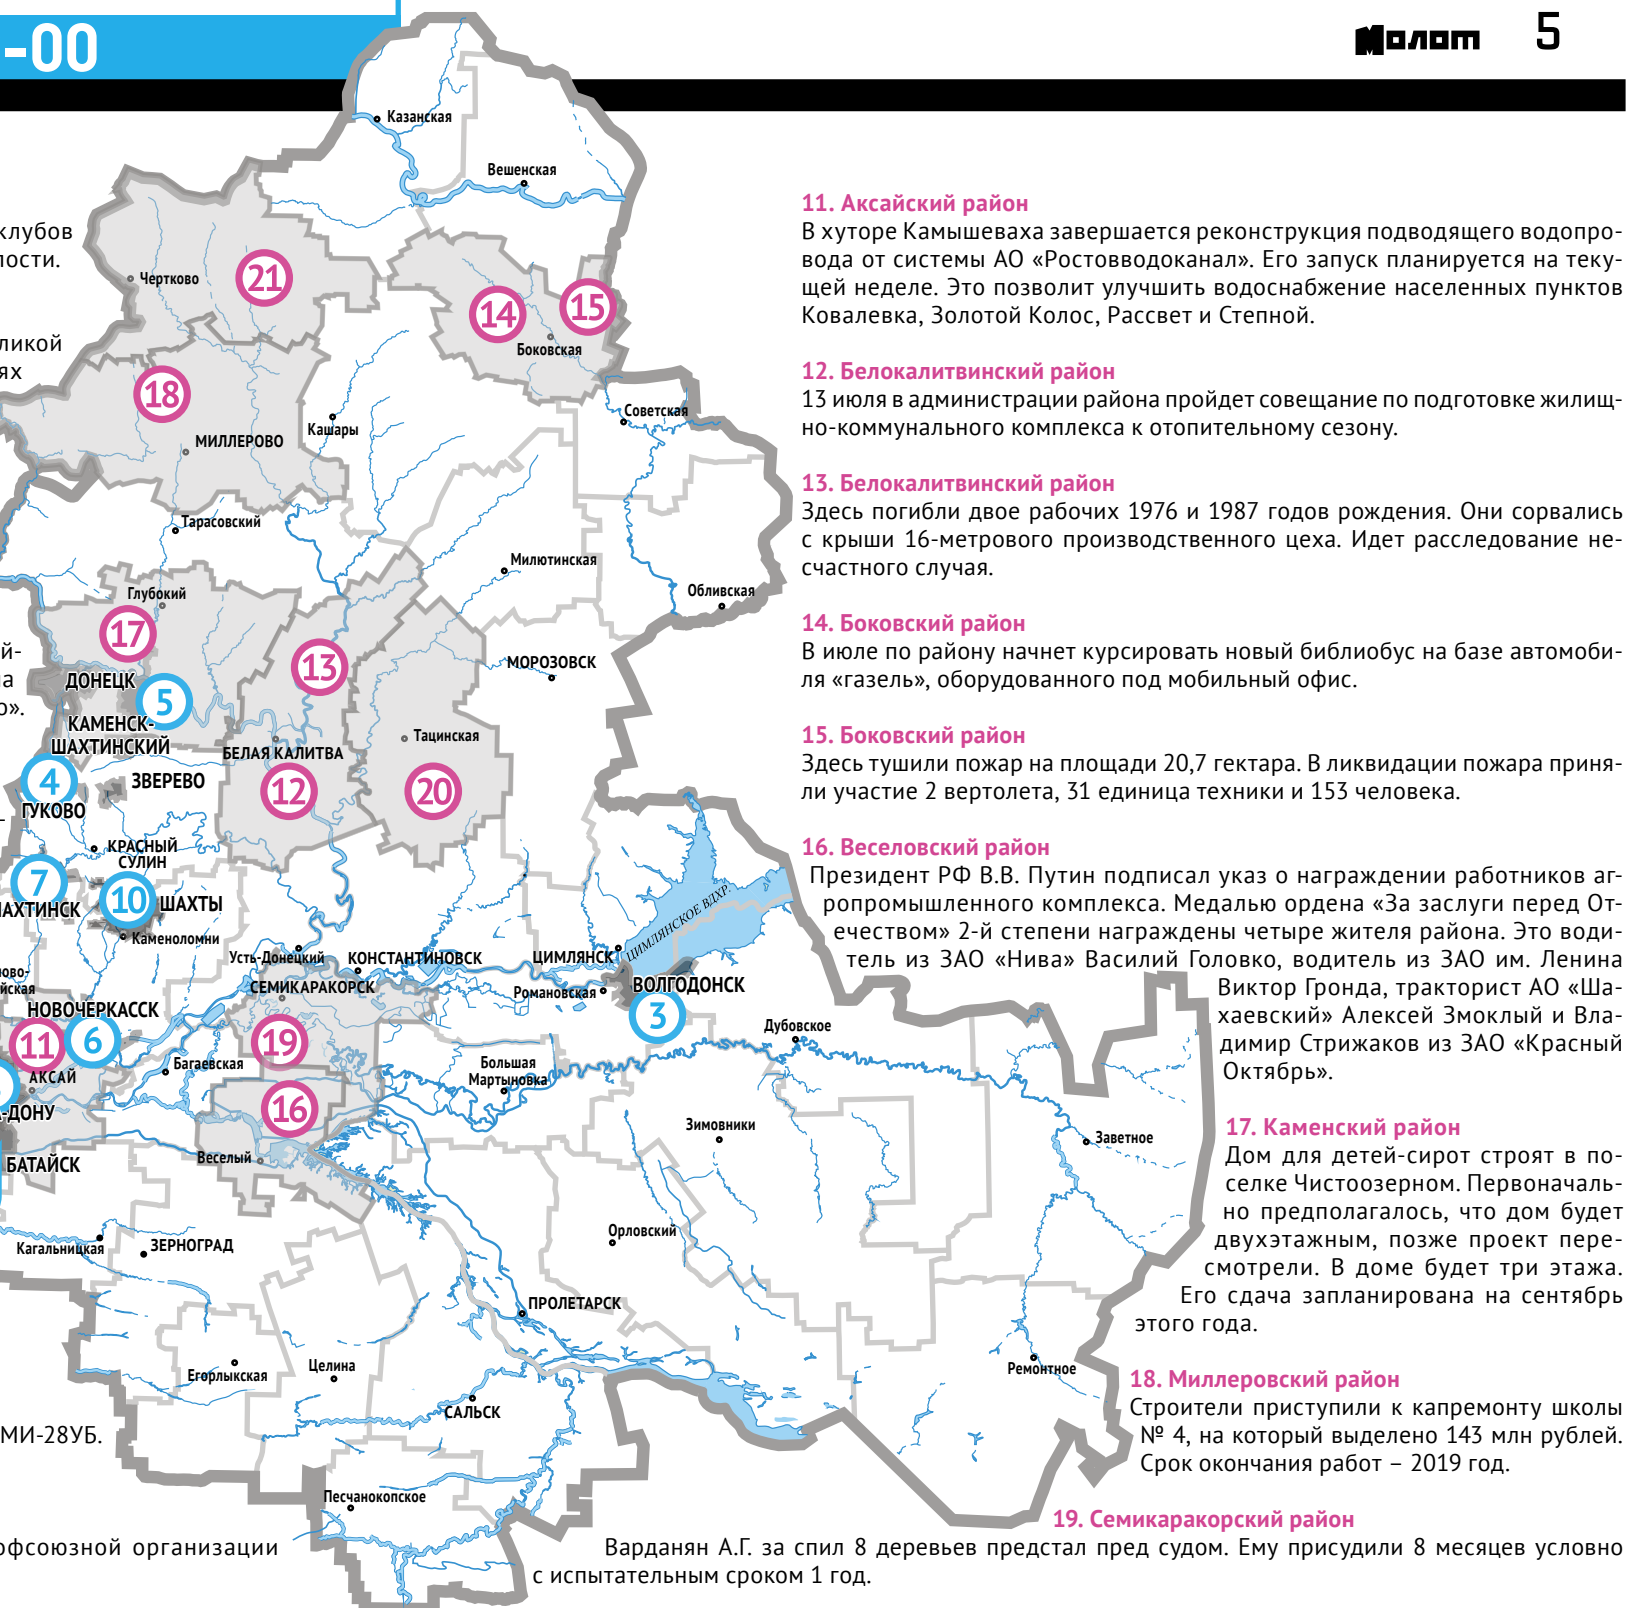 -00
Молот 5
клубов
лости.
ликой
ях
й-
ла
о».
МИ-28УБ.
офсоюзной организации
Казанская
Вешенская
Чертково
21
14
15
Боковская
18
МИЛЛЕРОВО
Кашары
Советская
Тарасовский
Милютинская
Обливская
Глубокий
17
13
МОРОЗОВСК
ДОНЕЦК
5
КАМЕНСК-
ШАХТИНСКИЙ
БЕЛАЯ КАЛИТВА
Тацинская
4
ЗВЕРЕВО
12
20
ГУКОВО
КРАСНЫЙ
СУЛИН
7
10
ШАХТЫ
АХТИНСК
Каменоломни
ЦИМЛЯНСКОЕ ВДХР.
Усть-Донецкий
КОНСТАНТИНОВСК
ЦИМЛЯНСК
ово-
йская
СЕМИКАРАКОРСК
Романовская
ВОЛГОДОНСК
НОВОЧЕРКАССК
3
11
6
19
Дубовское
Багаевская
Большая
Мартыновка
АКСАЙ
16
-ДОНУ
Зимовники
Заветное
БАТАЙСК
Веселый
Орловский
Кагальницкая
ЗЕРНОГРАД
ПРОЛЕТАРСК
Егорлыкская
Целина
Ремонтное
САЛЬСК
Песчанокопское
11. Аксайский район
В хуторе Камышеваха завершается реконструкция подводящего водопро-
вода от системы АО «Ростовводоканал». Его запуск планируется на теку-
щей неделе. Это позволит улучшить водоснабжение населенных пунктов
Ковалевка, Золотой Колос, Рассвет и Степной.
12. Белокалитвинский район
13 июля в администрации района пройдет совещание по подготовке жилищ-
но-коммунального комплекса к отопительному сезону.
13. Белокалитвинский район
Здесь погибли двое рабочих 1976 и 1987 годов рождения. Они сорвались
с крыши 16-метрового производственного цеха. Идет расследование не-
счастного случая.
14. Боковский район
В июле по району начнет курсировать новый библиобус на базе автомоби-
ля «газель», оборудованного под мобильный офис.
15. Боковский район
Здесь тушили пожар на площади 20,7 гектара. В ликвидации пожара приня-
ли участие 2 вертолета, 31 единица техники и 153 человека.
16. Веселовский район
Президент РФ В.В. Путин подписал указ о награждении работников аг-
ропромышленного комплекса. Медалью ордена «За заслуги перед От-
ечеством» 2-й степени награждены четыре жителя района. Это води-
тель из ЗАО «Нива» Василий Головко, водитель из ЗАО им. Ленина
Виктор Гронда, тракторист АО «Ша-
хаевский» Алексей Змоклый и Вла-
димир Стрижаков из ЗАО «Красный
Октябрь».
17. Каменский район
Дом для детей-сирот строят в по-
селке Чистоозерном. Первоначаль-
но предполагалось, что дом будет
двухэтажным, позже проект пере-
смотрели. В доме будет три этажа.
Его сдача запланирована на сентябрь
этого года.
18. Миллеровский район
Строители приступили к капремонту школы
№ 4, на который выделено 143 млн рублей.
Срок окончания работ – 2019 год.
19. Семикаракорский район
Варданян А.Г. за спил 8 деревьев предстал пред судом. Ему присудили 8 месяцев условно
с испытательным сроком 1 год.